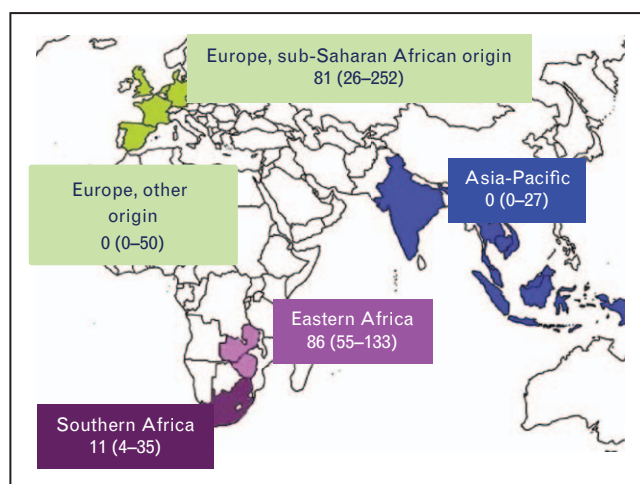 Europe, sub-Saharan African origin
81 (26–252)
Europe, other
origin
0 (0–50)
Asia-Pacific
0 (0–27)
Eastern Africa
86 (55–133)
Southern Africa
11 (4–35)